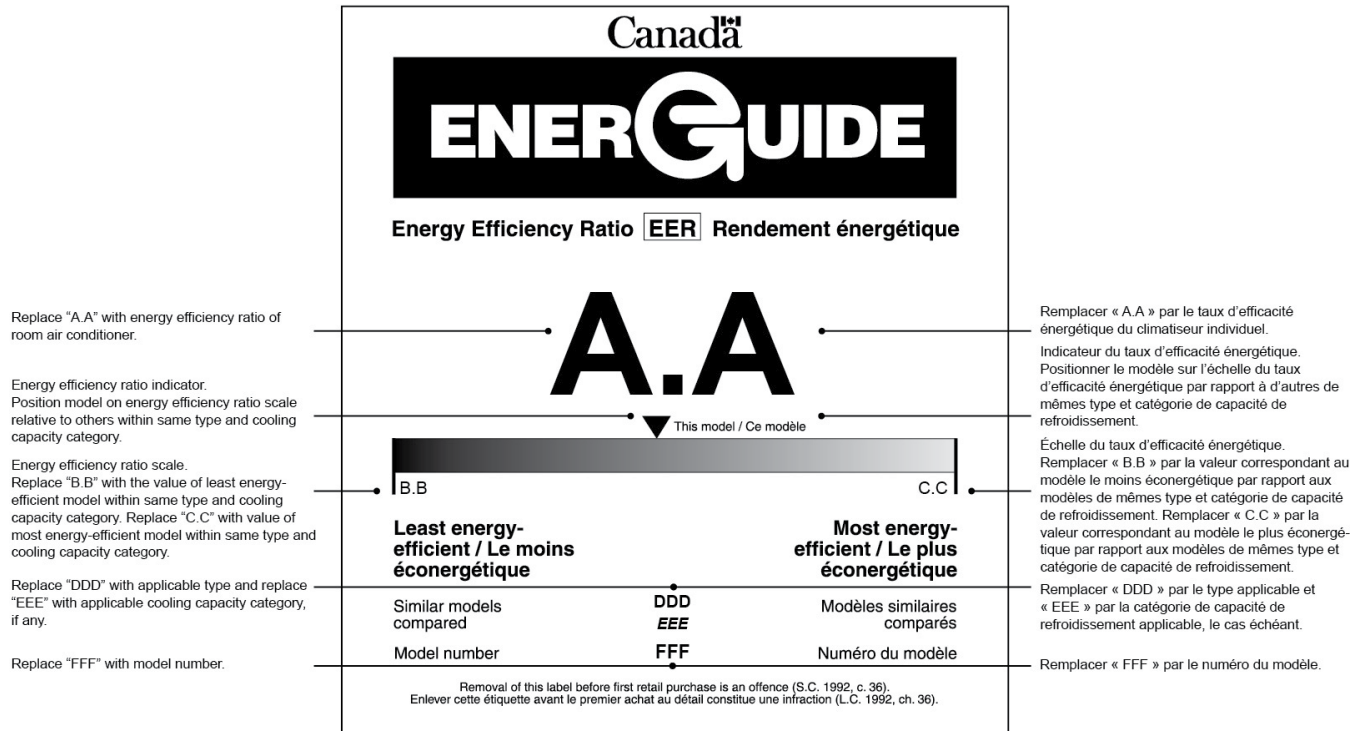 Canada
ENERGUIDE
Energy Efficiency Ratio EER Rendement énergétique
A.A
This model / Ce modèle
B.B
C.C
Least energy-
efficient / Le moins
éconergétique
Most energy-
efficient / Le plus
éconergétique
Similar models
compared
DDD
EEE
Modèles similaires
comparés
Model number
FFF
Numéro du modèle
Removal of this label before first retail purchase is an offence (S.C. 1992, c. 36).
Enlever cette étiquette avant le premier achat au détail constitue une infraction (L.C. 1992, ch. 36).
Replace “A.A” with energy efficiency ratio of
room air conditioner.
Energy efficiency ratio indicator.
Position model on energy efficiency ratio scale
relative to others within same type and cooling
capacity category.
Energy efficiency ratio scale.
Replace “B.B” with the value of least energy-
efficient model within same type and cooling
capacity category. Replace “C.C” with value of
most energy-efficient model within same type and
cooling capacity category.
Replace “DDD” with applicable type and replace
“EEE” with applicable cooling capacity category,
if any.
Replace “FFF” with model number.
Remplacer « A.A » par le taux d’efficacité
énergétique du climatiseur individuel.
Indicateur du taux d’efficacité énergétique.
Positionner le modèle sur l’échelle du taux
d’efficacité énergétique par rapport à d’autres de
mêmes type et catégorie de capacité de
refroidissement.
Échelle du taux d’efficacité énergétique.
Remplacer « B.B » par la valeur correspondant au
modèle le moins éconergétique par rapport aux
modèles de mêmes type et catégorie de capacité
de refroidissement. Remplacer « C.C » par la
valeur correspondant au modèle le plus éconergé-
tique par rapport aux modèles de mêmes type et
catégorie de capacité de refroidissement.
Remplacer « DDD » par le type applicable et
« EEE » par la catégorie de capacité de
refroidissement applicable, le cas échéant.
Remplacer « FFF » par le numéro du modèle.